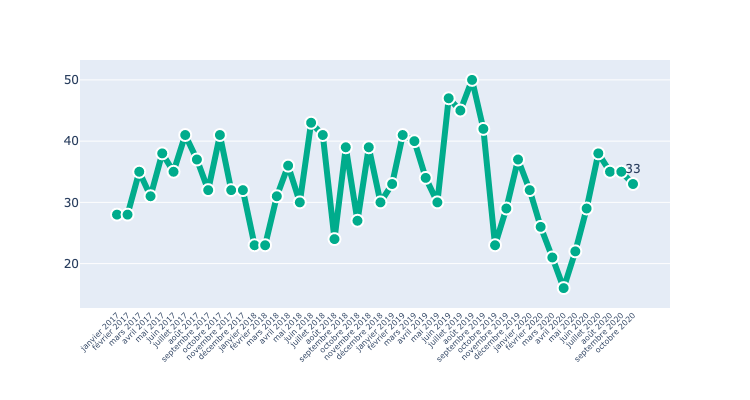 50
40
30
20
33
janvier 2017
février 2017
mars 2017
avril 2017
mai 2017
juin 2017
juillet 2017
août 2017
septembre 2017
octobre 2017
novembre 2017
décembre 2017
janvier 2018
février 2018
mars 2018
avril 2018
mai 2018
juin 2018
juillet 2018
août 2018
septembre 2018
octobre 2018
novembre 2018
décembre 2018
janvier 2019
février 2019
mars 2019
avril 2019
mai 2019
juin 2019
juillet 2019
août 2019
septembre 2019
octobre 2019
novembre 2019
décembre 2019
janvier 2020
février 2020
mars 2020
avril 2020
mai 2020
juin 2020
juillet 2020
août 2020
septembre 2020
octobre 2020